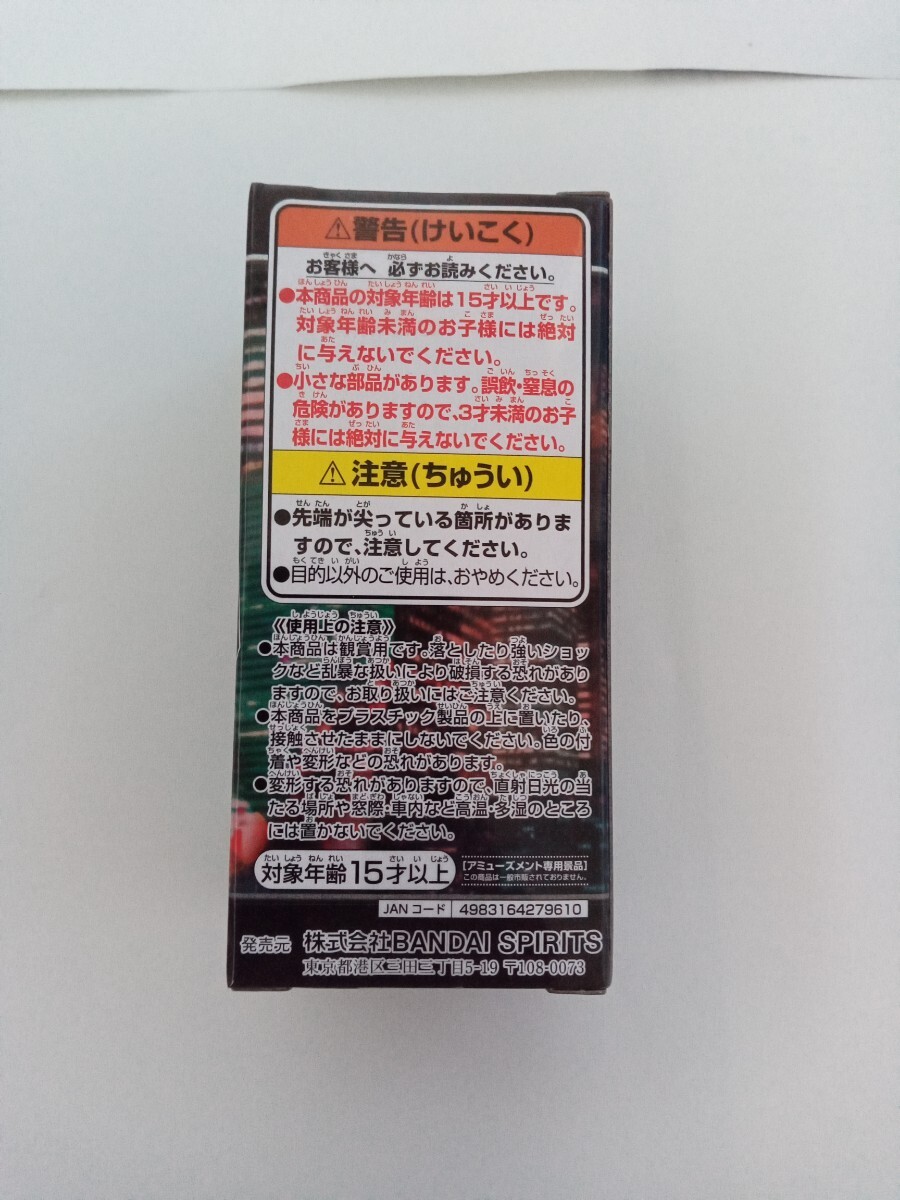 ⚠警告(けいこく)
お客様へ 必ずお読みください。
●本商品の対象年齢は15才以上です。
対象年齢未満のお子様には絶対
に与えないでください。
●小さな部品があります。誤飲・窒息の
危険がありますので、3才未満のお子
様には絶対に与えないでください。
⚠注意(ちゅうい)
●先端が尖っている箇所がありま
すので、注意してください。
●目的以外のご使用は、おやめください。
《使用上の注意》
●本商品は観賞用です。落としたり強いショッ
クなど乱暴な扱いにより破損する恐れがあり
ますので、お取り扱いにはご注意ください。
●本商品をプラスチック製品の上に置いたり、
接触させたままにしないでください。色の付
着や変形などの恐れがあります。
●変形する恐れがありますので、直射日光の当
たる場所や窓際・車内など高温・多湿のところ
には置かないでください。
対象年齢15才以上
【アミューズメント専用景品】
この商品は一般市販されておりません。
JANコード 4983164279610
発売元 株式会社BANDAI SPIRITS
東京都港区三田三丁目5-19 〒108-0073